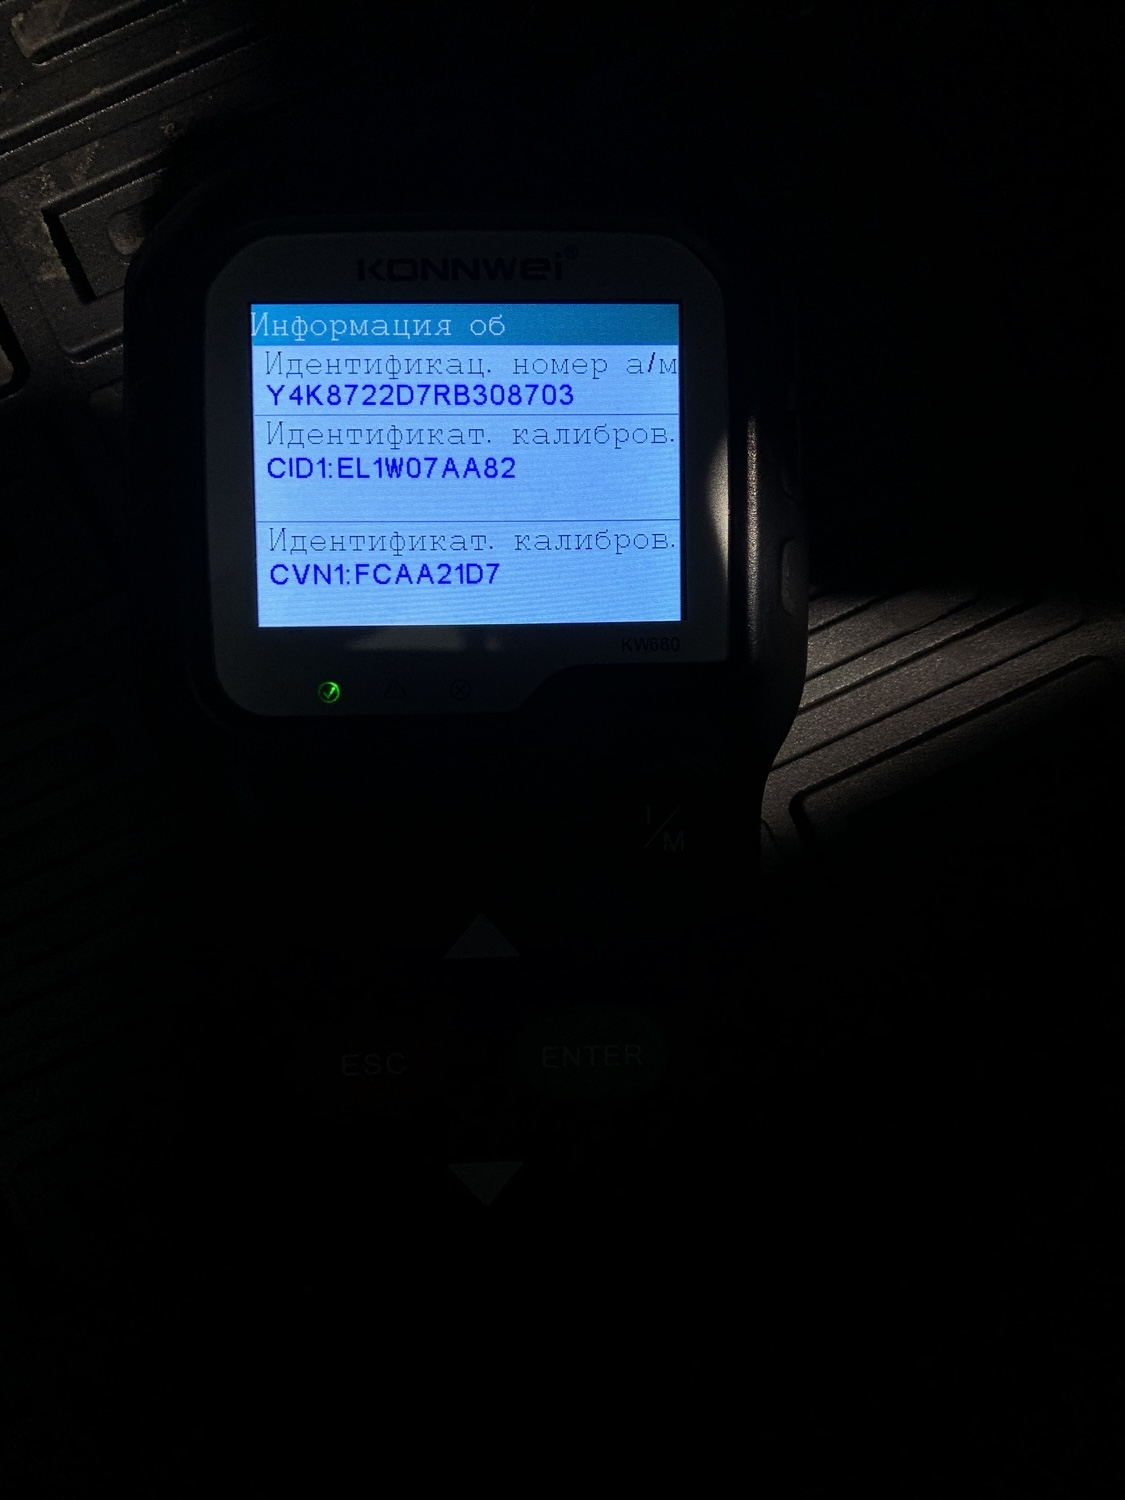 KONNWEI®
Информация об
Идентификац. номер а/м
Y4K8722D7RB308703
Идентификат. калибров.
CID1:EL1W07AA82
Идентификат. калибров.
CVN1:FCAA21D7
KW680
I/M
ESC
ENTER